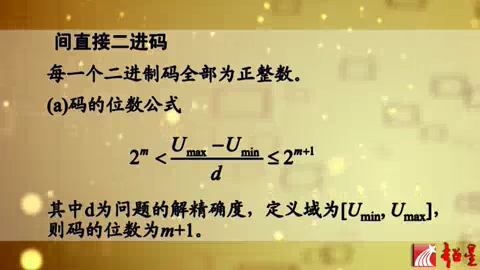 间直接二进码
每一个二进制码全部为正整数。
(a)码的位数公式
2^m < (U_max − U_min) / d ≤ 2^{m+1}
其中d为问题的解精确度，定义域为[U_min, U_max]，
则码的位数为m+1。